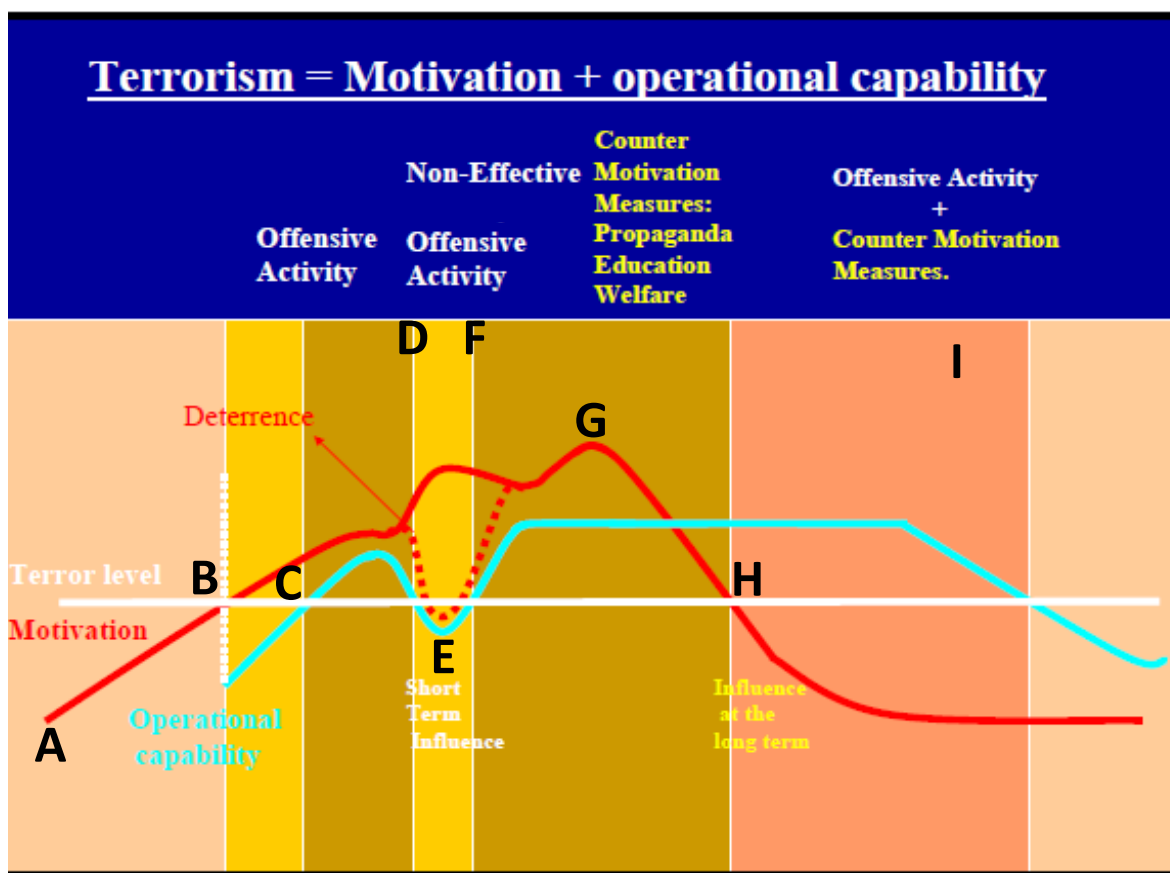 Terrorism = Motivation + operational capability
Offensive
Activity
Non-Effective
Offensive
Activity
Counter
Motivation
Measures:
Propaganda
Education
Welfare
Offensive Activity
+
Counter Motivation
Measures.
D
F
I
Deterrence
G
Terror level
B
C
H
Motivation
E
A
Operational
capability
Short
Term
Influence
Influence
at the
long term